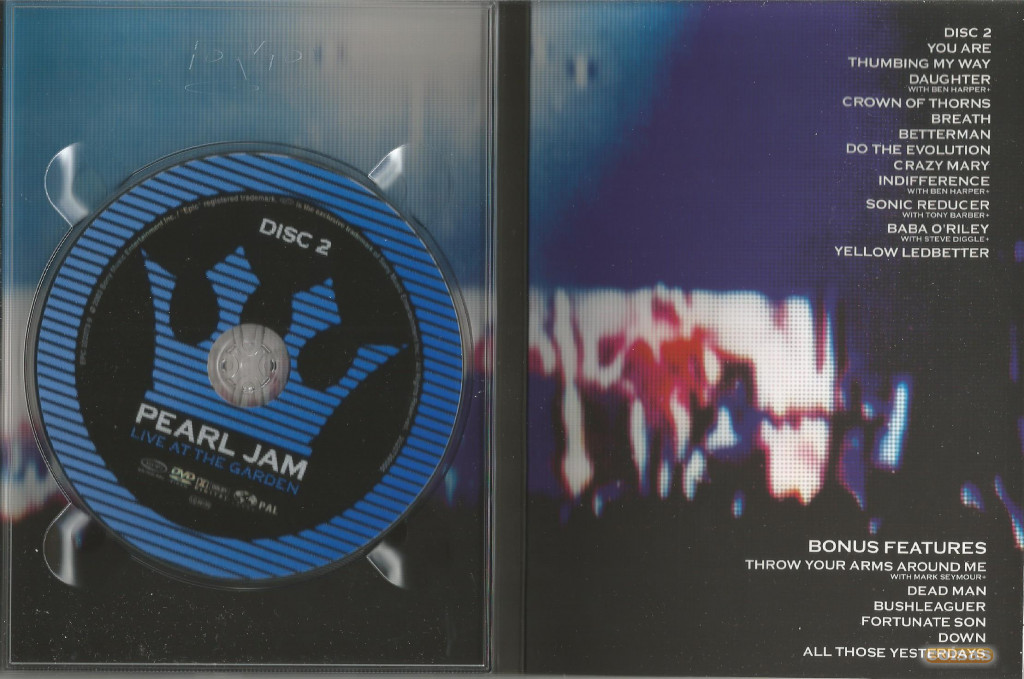 DISC 2
PEARL JAM
LIVE AT THE GARDEN
DVD
DIGITAL
PAL
DISC 2
YOU ARE
THUMBING MY WAY
DAUGHTER
WITH BEN HARPER+
CROWN OF THORNS
BREATH
BETTERMAN
DO THE EVOLUTION
CRAZY MARY
INDIFFERENCE
WITH BEN HARPER+
SONIC REDUCER
WITH TONY BARBER+
BABA O'RILEY
WITH STEVE DIGGLE+
YELLOW LEDBETTER
BONUS FEATURES
THROW YOUR ARMS AROUND ME
WITH MARK SEYMOUR=
DEAD MAN
BUSHLEAGUER
FORTUNATE SON
DOWN
ALL THOSE YESTERDAYS